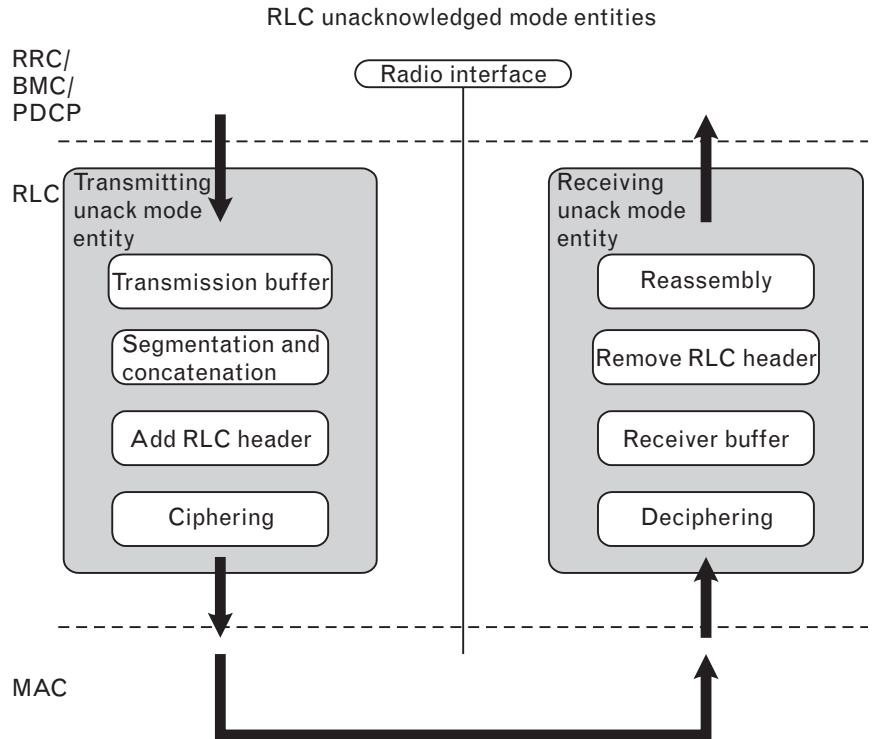 RLC unacknowledged mode entities
RRC/
BMC/
PDCP
Radio interface
RLC
Transmitting
unack mode
entity
Transmission buffer
Segmentation and
concatenation
Add RLC header
Ciphering
Receiving
unack mode
entity
Reassembly
Remove RLC header
Receiver buffer
Deciphering
MAC